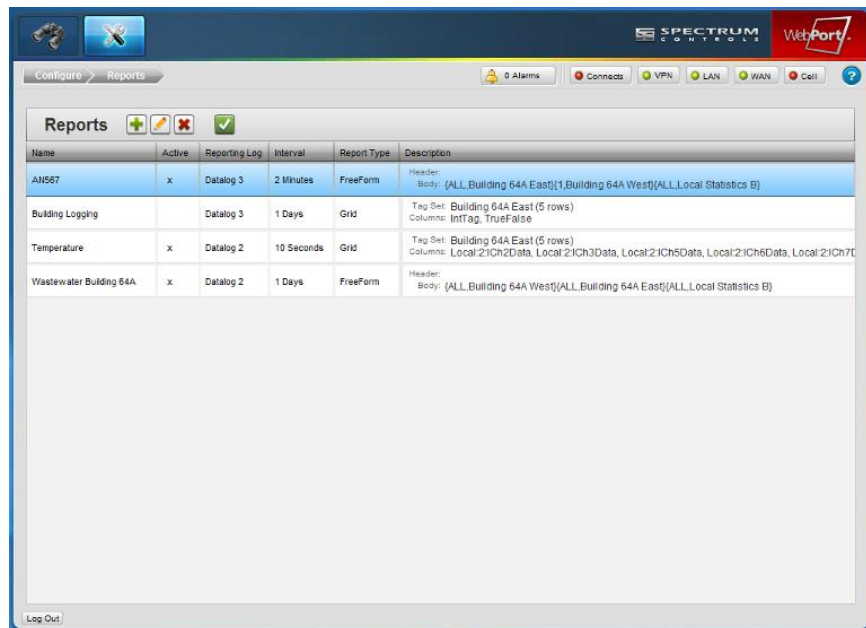 SPECTRUM
CONTROLS
WebPort
Configure
Reports
0 Alarms
Connects
VPN
LAN
WAN
Cell
?
Reports
Name Active Reporting Log Interval Report Type Description
AN567 x Datalog 3 2 Minutes FreeForm Header:
Body: {ALL,Building 64A East}{1,Building 64A West}{ALL,Local Statistics B}
Building Logging Datalog 3 1 Days Grid Tag Set: Building 64A East (5 rows)
Columns: IntTag, TrueFalse
Temperature x Datalog 2 10 Seconds Grid Tag Set: Building 64A East (5 rows)
Columns: Local:2:ICh2Data, Local:2:ICh3Data, Local:2:ICh5Data, Local:2:ICh6Data, Local:2:ICh7D
Wastewater Building 64A x Datalog 2 1 Days FreeForm Header:
Body: {ALL,Building 64A West}{ALL,Building 64A East}{ALL,Local Statistics B}
Log Out